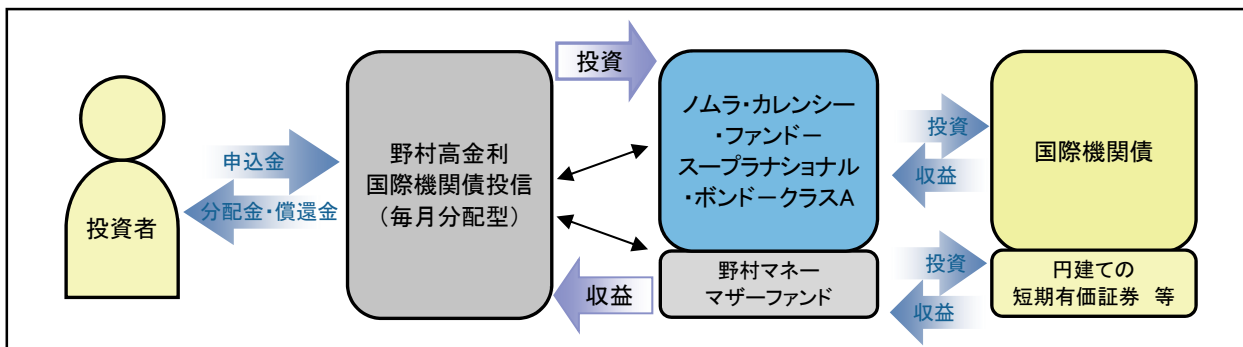 投資者
申込金
分配金・償還金
野村高金利
国際機関債投信
（毎月分配型）
投資
収益
ノムラ・カレンシー
・ファンドー
スープラナショナル
・ボンドークラスA
野村マネー
マザーファンド
投資
収益
投資
収益
国際機関債
円建ての
短期有価証券 等